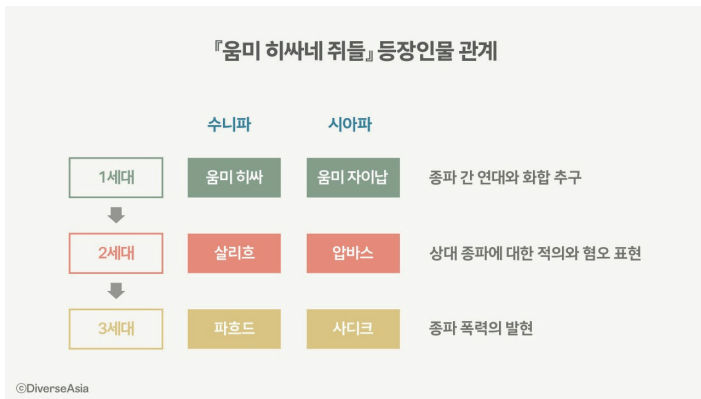 『움미 히싸네 쥐들』 등장인물 관계
수니파 시아파
1세대 움미 히싸 움미 자이납 종파 간 연대와 화합 추구
2세대 살리흐 압바스 상대 종파에 대한 적의와 혐오 표현
3세대 파흐드 사디크 종파 폭력의 발현
©DiverseAsia